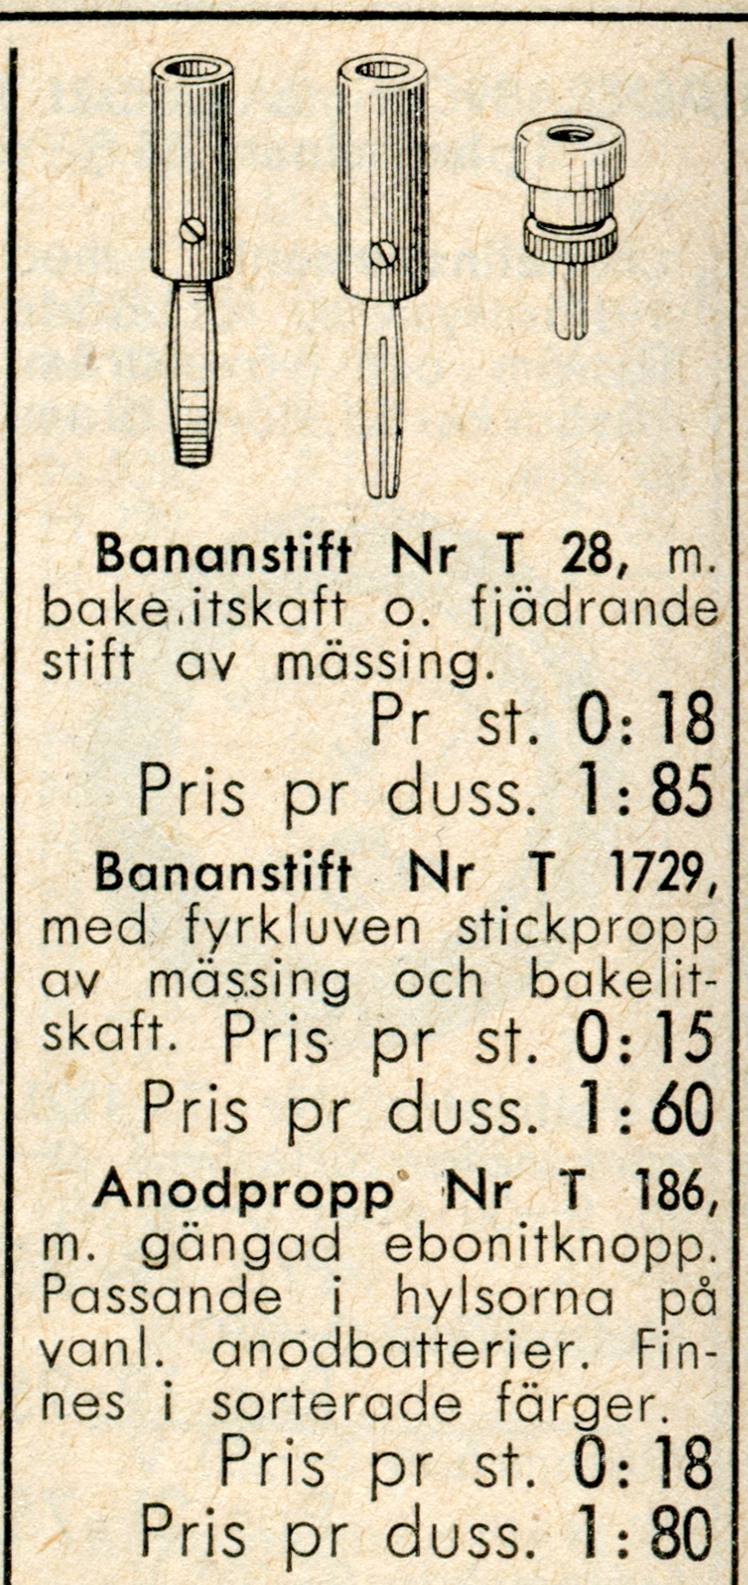 Bananstift Nr T 28, m.
bake.itskaft o. fjädrande
stift av mässing.
Pr st. 0:18
Pris pr duss. 1:85
Bananstift Nr T 1729,
med fyrkluven stickpropp
av mässing och bakelit-
skaft. Pris pr st. 0:15
Pris pr duss. 1:60
Anodpropp Nr T 186,
m. gängad ebonitknopp.
Passande i hylsorna på
vanl. anodbatterier. Fin-
nes i sorterade färger.
Pris pr st. 0:18
Pris pr duss. 1:80